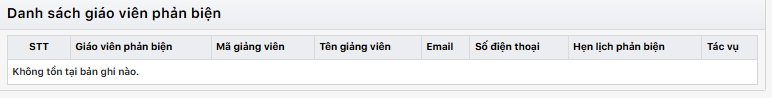 Danh sách giáo viên phản biện
STT Giáo viên phản biện Mã giảng viên Tên giảng viên Email Số điện thoại Hẹn lịch phản biện Tác vụ
Không tồn tại bản ghi nào.